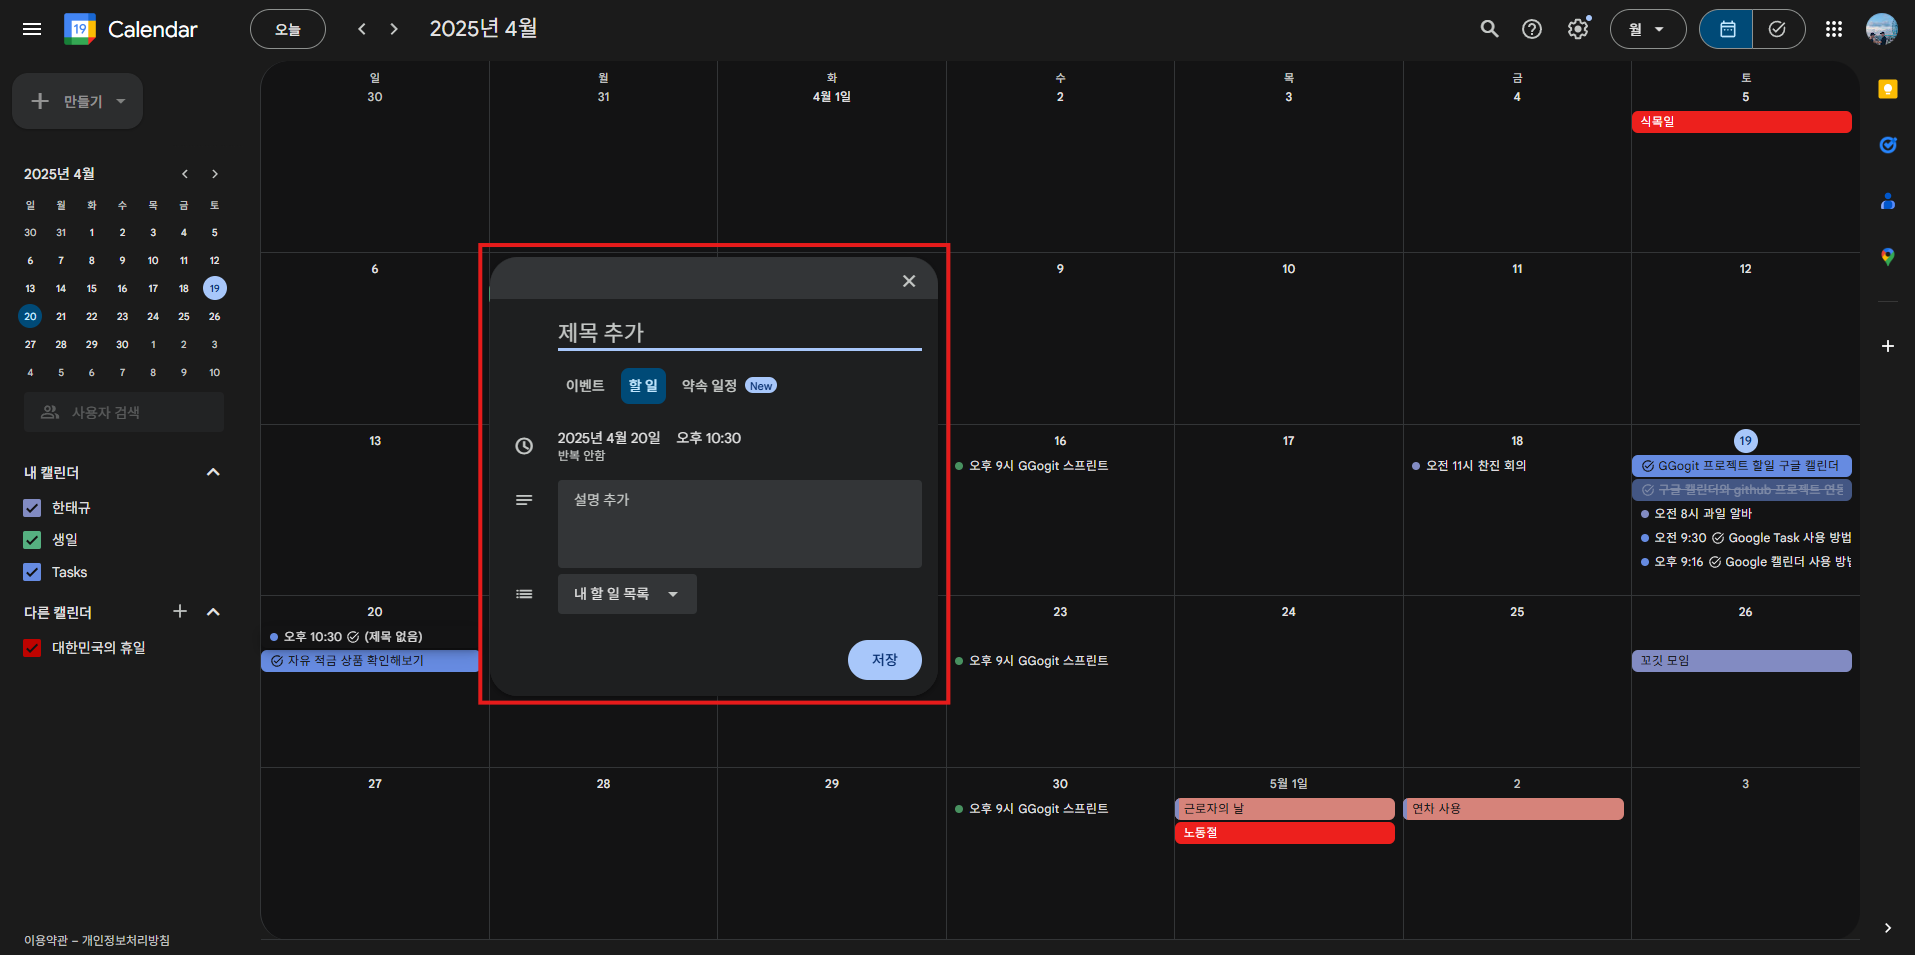 19 Calendar
오늘
2025년 4월
월
만들기
2025년 4월
일 월 화 수 목 금 토
30 31 1 2 3 4 5
6 7 8 9 10 11 12
13 14 15 16 17 18 19
20 21 22 23 24 25 26
27 28 29 30 1 2 3
4 5 6 7 8 9 10
사용자 검색
내 캘린더
한태규
생일
Tasks
다른 캘린더
대한민국의 휴일
이용약관 – 개인정보처리방침
일 월 화 수 목 금 토
30 31 4월 1일 2 3 4 5
식목일
6 9 10 11 12
13 16 17 18 19
오후 9시 GGogit 스프린트
오전 11시 찬진 회의
GGogit 프로젝트 할일 구글 캘린더
구글 캘린더와 github 프로젝트 연동
오전 8시 과일 알바
오전 9:30 Google Task 사용 방법
오후 9:16 Google 캘린더 사용 방법
20 23 24 25 26
오후 10:30 (제목 없음)
자유 적금 상품 확인해보기
오후 9시 GGogit 스프린트
꼬깃 모임
27 28 29 30 5월 1일 2 3
오후 9시 GGogit 스프린트
근로자의 날
노동절
연차 사용
제목 추가
이벤트 할 일 약속 일정 New
2025년 4월 20일 오후 10:30
반복 안함
설명 추가
내 할 일 목록
저장